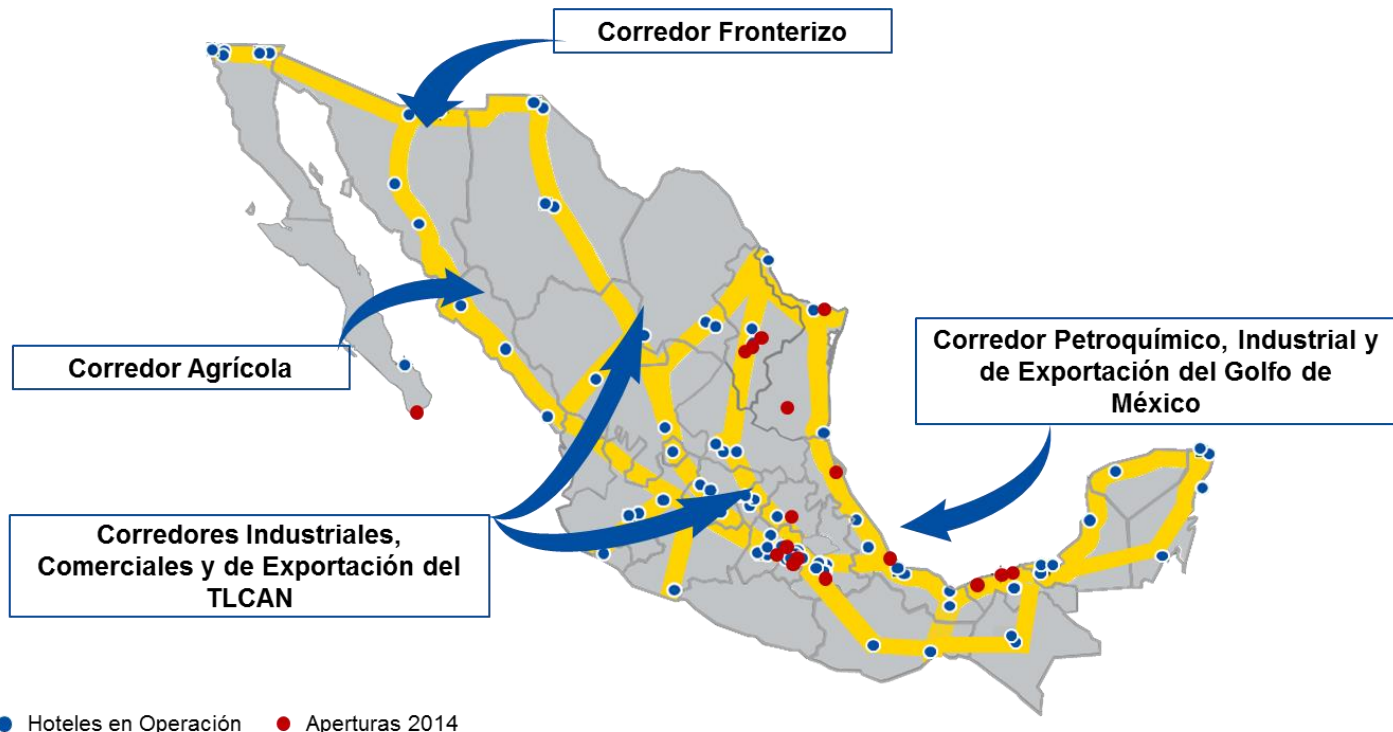 Corredor Fronterizo
Corredor Agrícola
Corredor Petroquímico, Industrial y
de Exportación del Golfo de
México
Corredores Industriales,
Comerciales y de Exportación del
TLCAN
Hoteles en Operación
Aperturas 2014